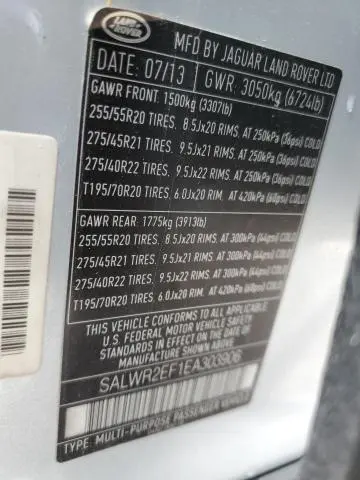 LAND ROVER
MFD BY JAGUAR LAND ROVER LTD
DATE: 07/13 GWR: 3050kg (6724lb)
GAWR FRONT: 1500kg (3307lb)
255/55R20 TIRES, 8.5Jx20 RIMS, AT 250kPa (36psi) COLD
275/45R21 TIRES, 9.5Jx21 RIMS, AT 250kPa (36psi) COLD
275/40R22 TIRES, 9.5Jx22 RIMS, AT 250kPa (36psi) COLD
T195/70R20 TIRES, 6.0Jx20 RIM, AT 420kPa (60psi) COLD
GAWR REAR: 1775kg (3913lb)
255/55R20 TIRES, 8.5Jx20 RIMS, AT 300kPa (44psi) COLD
275/45R21 TIRES, 9.5Jx21 RIMS, AT 300kPa (44psi) COLD
275/40R22 TIRES, 9.5Jx22 RIMS, AT 300kPa (44psi) COLD
T195/70R20 TIRES, 6.0Jx20 RIM, AT 420kPa (60psi) COLD
THIS VEHICLE CONFORMS TO ALL APPLICABLE
U.S. FEDERAL MOTOR VEHICLE SAFETY
STANDARDS IN EFFECT ON THE DATE OF
MANUFACTURE SHOWN ABOVE.
SALWR2EF1EA303906
TYPE: MULTI-PURPOSE PASSENGER VEHICLE